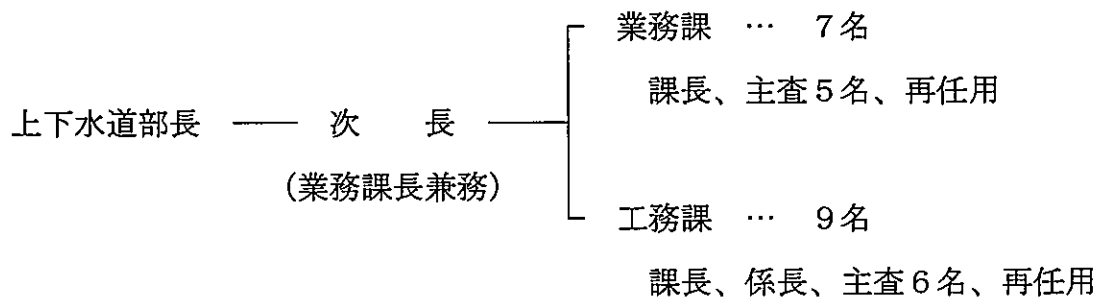 業務課 … 7名
課長、主査5名、再任用
上下水道部長 次 長
(業務課長兼務)
工務課 … 9名
課長、係長、主査6名、再任用